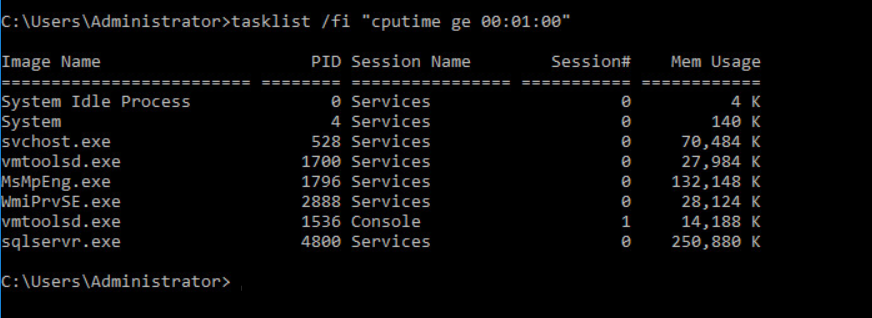 C:\Users\Administrator>tasklist /fi "cputime ge 00:01:00"
Image Name                     PID Session Name        Session#    Mem Usage
========================= ======== ================ =========== ============
System Idle Process              0 Services                   0          4 K
System                           4 Services                   0        140 K
svchost.exe                    528 Services                   0     70,484 K
vmtoolsd.exe                  1700 Services                   0     27,984 K
MsMpEng.exe                   1796 Services                   0    132,148 K
WmiPrvSE.exe                  2888 Services                   0     28,124 K
vmtoolsd.exe                  1536 Console                    1     14,188 K
sqlservr.exe                  4800 Services                   0    250,880 K
C:\Users\Administrator>